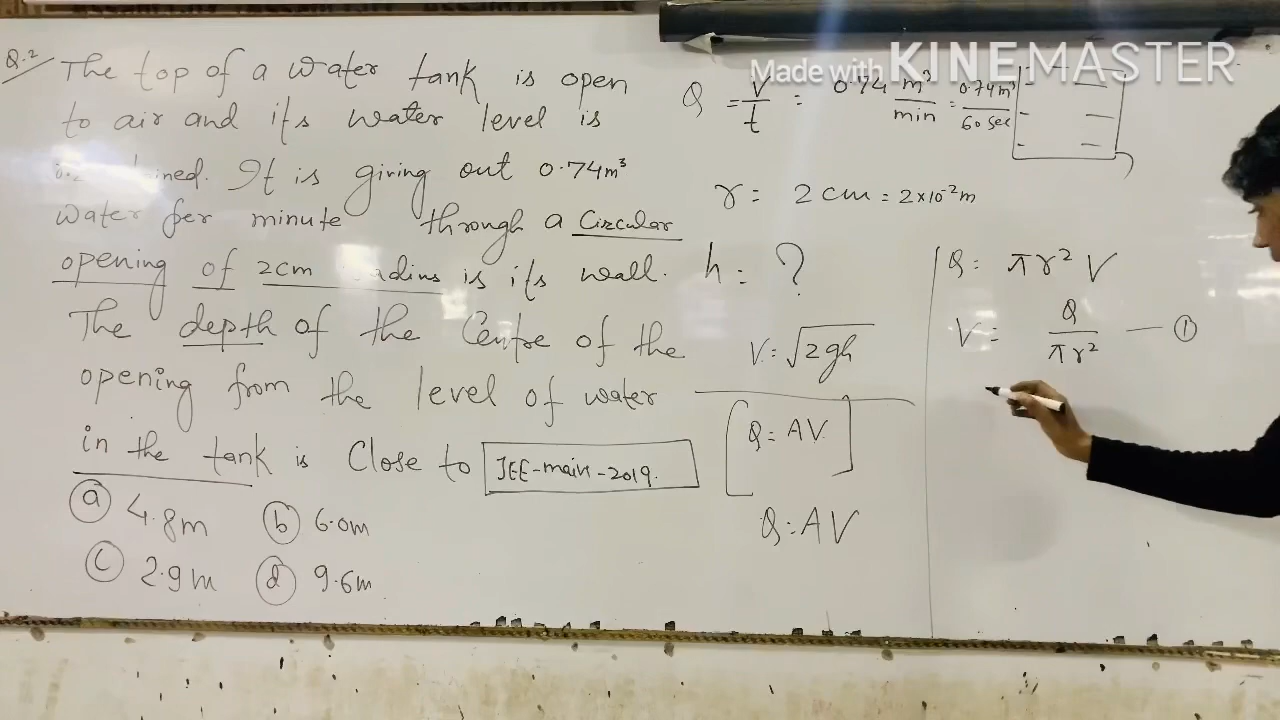 Made with KINEMASTER
Q.2
The top of a water tank is open
to air and its water level is
It is giving out 0.74m³
water per minute through a Circular
opening of 2cm is its wall.
The depth of the Centre of the
opening from the level of water
in the tank is Close to JEE-main-2019.
(a) 4.8m (b) 6.0m
(c) 2.9m (d) 9.6m
Q = V/t = 0.74 m³/min = 0.74m³/60 sec
r = 2 cm = 2×10⁻² m
h = ?
V = √2gh
[Q = AV]
Q = AV
Q = πr² V
V = Q/πr² — ①